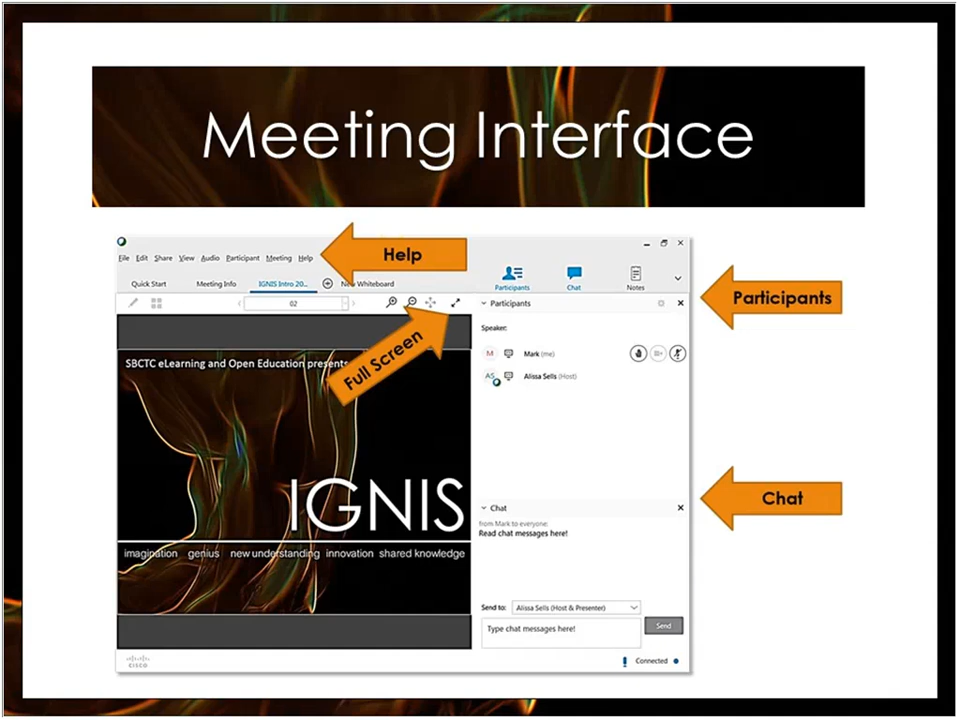 Meeting Interface
File Edit Share View Audio Participant Meeting Help
Help
Quick Start Meeting Info IGNIS Intro 20... Whiteboard
Participants Chat Notes
02
Participants
Participants
Full Screen
Speaker:
M Mark (me)
AS Alissa Sells (Host)
SBCTC eLearning and Open Education presents
IGNIS
imagination genius new understanding innovation shared knowledge
Chat
Chat
from Mark to everyone:
Read chat messages here!
Send to: Alissa Sells (Host & Presenter)
Type chat messages here!
Send
CISCO
Connected